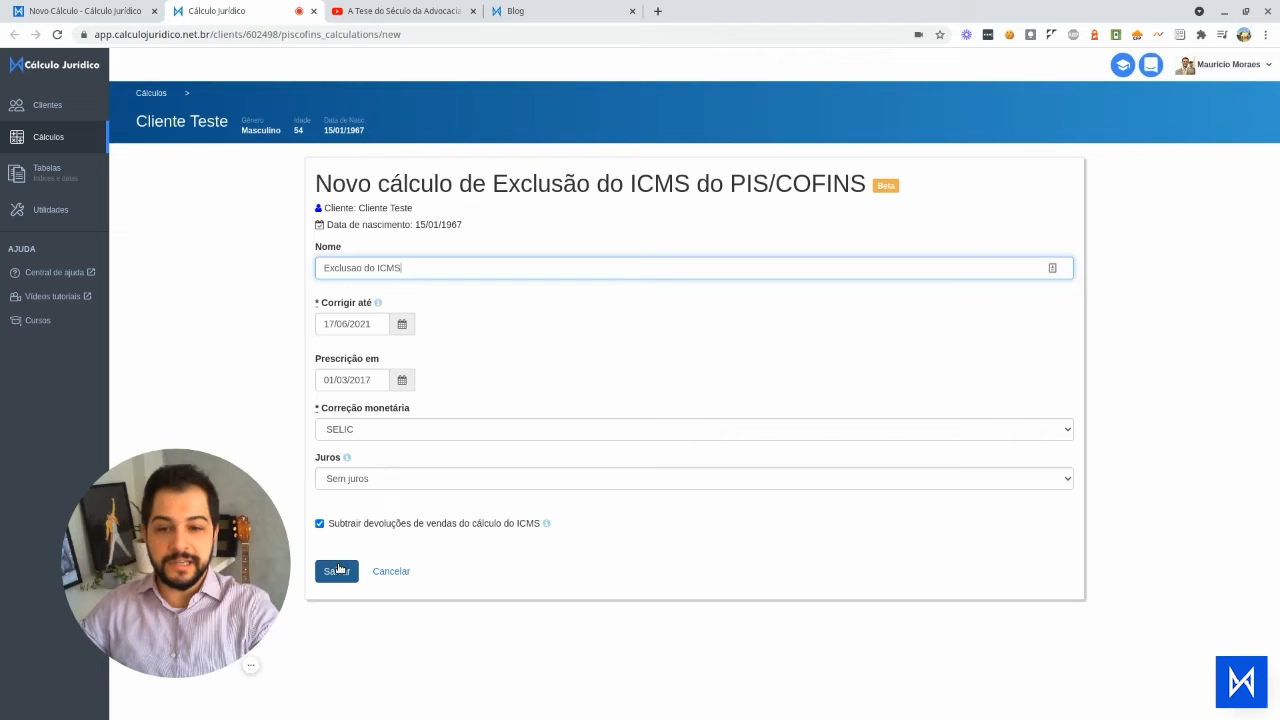 Novo Cálculo - Cálculo Jurídic
Cálculo Jurídico
A Tese do Século da Advocacia
Blog
app.calculojuridico.net.br/clients/602498/piscofins_calculations/new
Cálculo Jurídico
Mauricio Moraes
Clientes
Cálculos
Tabelas
Índices e datas
Utilidades
AJUDA
Central de ajuda
Vídeos tutoriais
Cursos
Cálculos >
Cliente Teste
Gênero Idade Data de Nasc.
Masculino 54 15/01/1967
Novo cálculo de Exclusão do ICMS do PIS/COFINS Beta
Cliente: Cliente Teste
Data de nascimento: 15/01/1967
Nome
Exclusao do ICMS
* Corrigir até
17/06/2021
Prescrição em
01/03/2017
* Correção monetária
SELIC
Juros
Sem juros
Subtrair devoluções de vendas do cálculo do ICMS
Salvar Cancelar